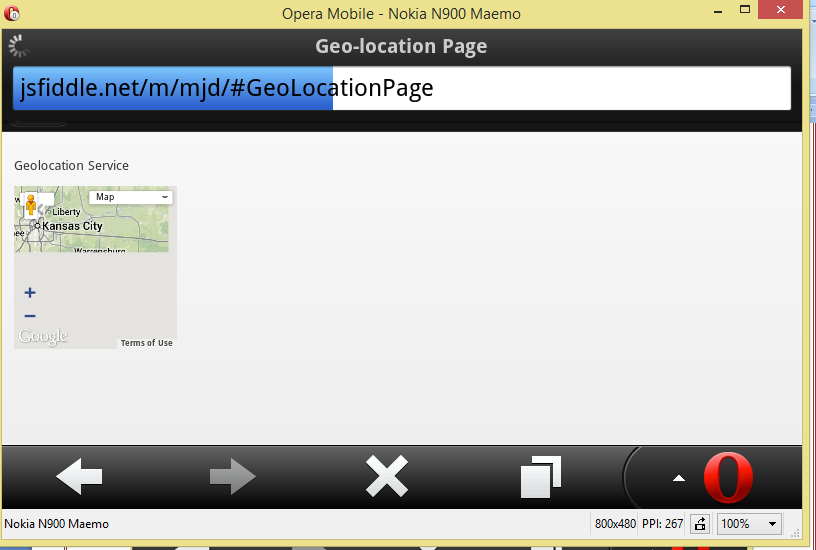 Opera Mobile - Nokia N900 Maemo
Geo-location Page
jsfiddle.net/m/mjd/#GeoLocationPage
Geolocation Service
Map
Liberty
Kansas City
Warrensburg
Google
Terms of Use
Nokia N900 Maemo
800x480
PPI: 267
100%